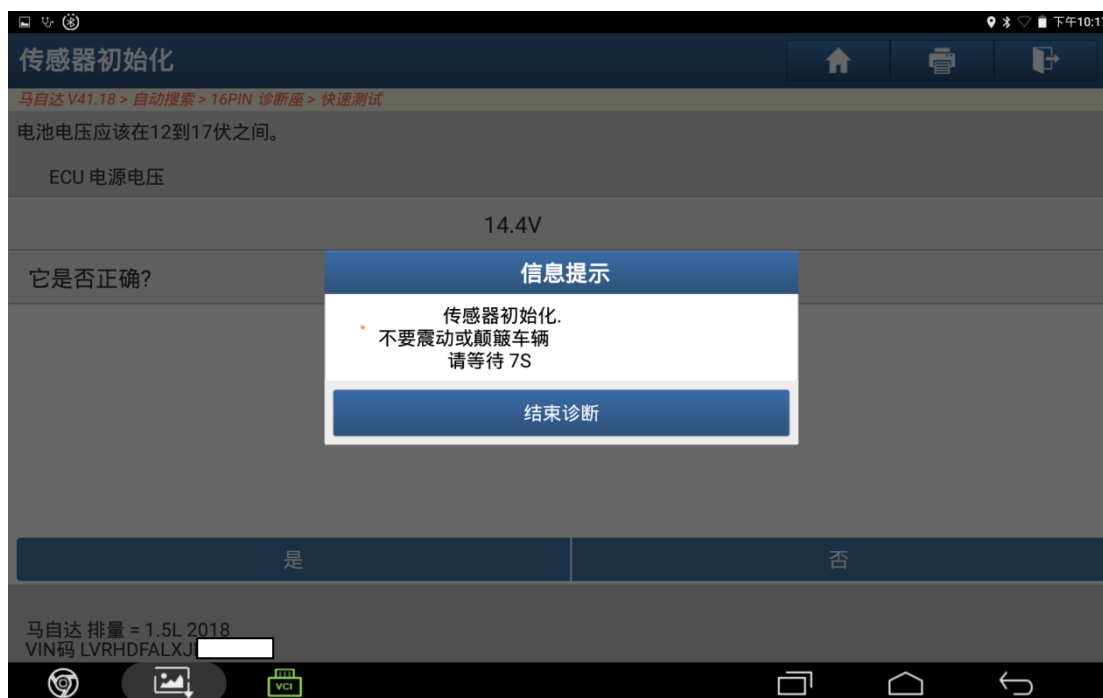 下午10:1
传感器初始化
马自达 V41.18 > 自动搜索 > 16PIN 诊断座 > 快速测试
电池电压应该在12到17伏之间。
ECU 电源电压
14.4V
它是否正确?
信息提示
传感器初始化.
不要震动或颠簸车辆
请等待 7S
结束诊断
是
否
马自达 排量 = 1.5L 2018
VIN码 LVRHDFALXJ
VCI